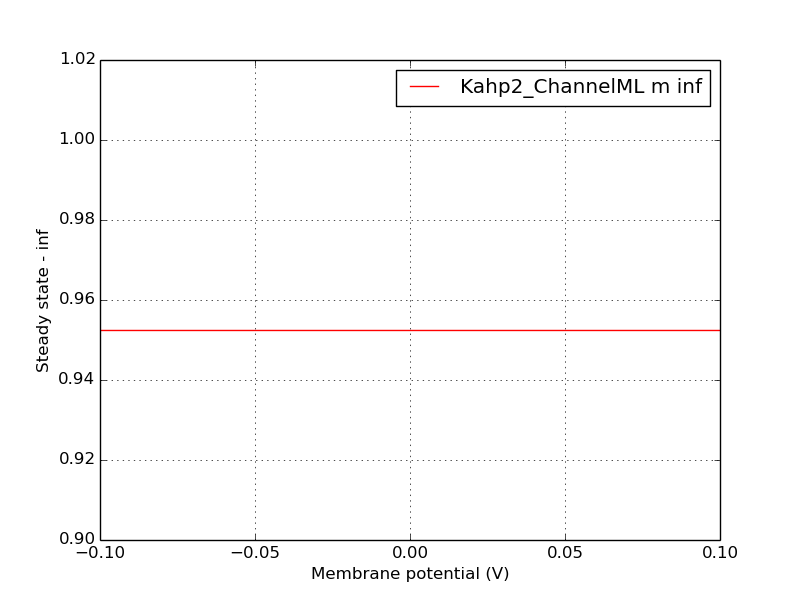 1.02
Kahp2_ChannelML m inf
1.00
0.98
0.96
0.94
0.92
0.90
Steady state - inf
−0.10 −0.05 0.00 0.05 0.10
Membrane potential (V)